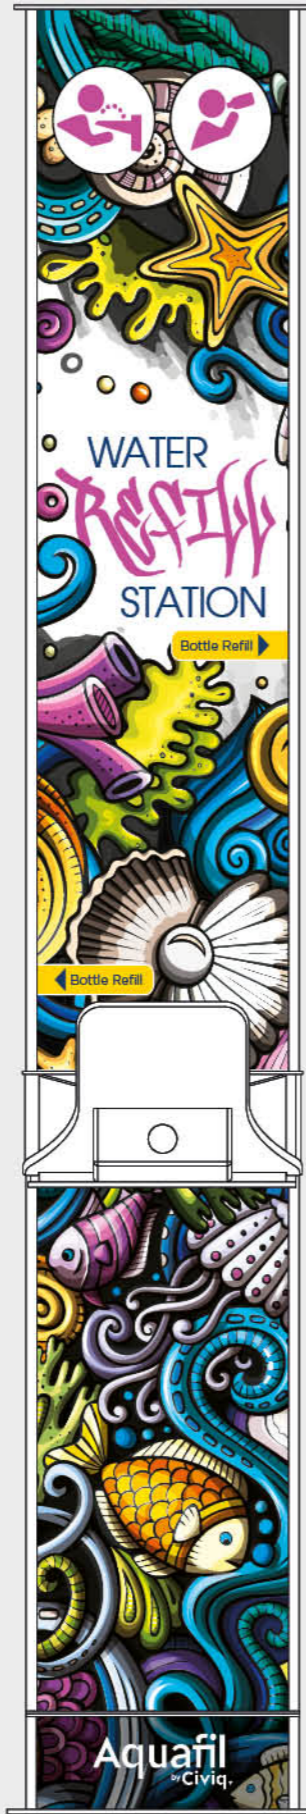 WATER
REFILL
STATION
Bottle Refill
Bottle Refill
Aquafil
by Civiq